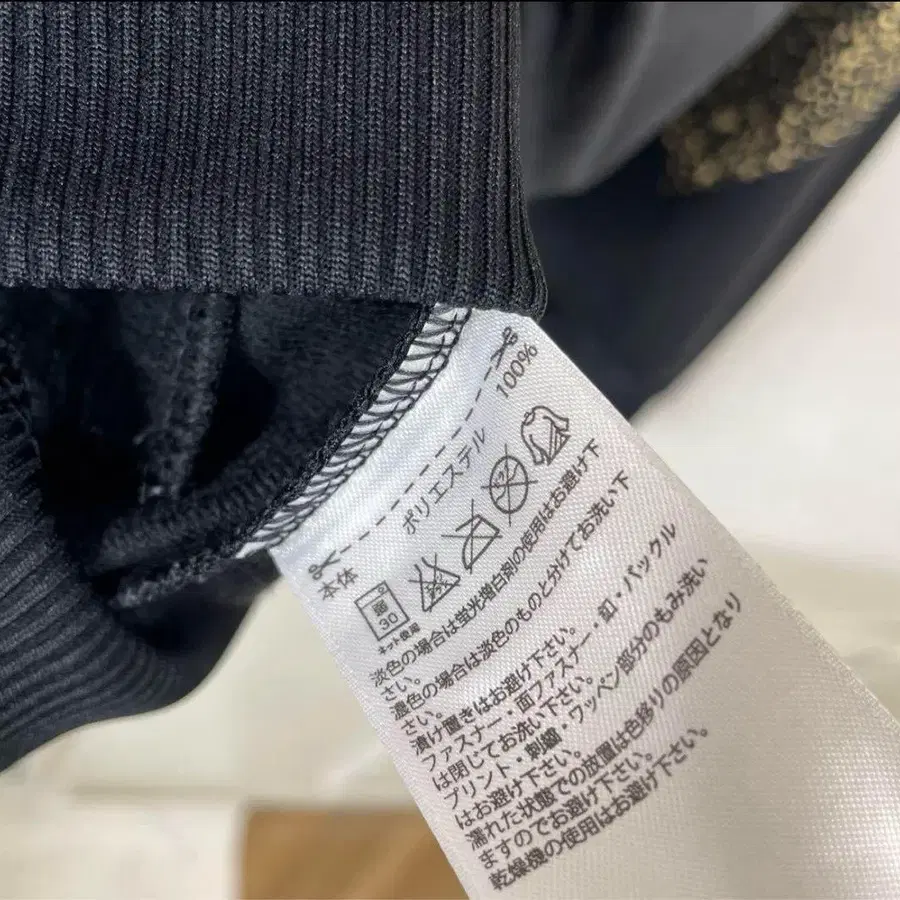 本体 ポリエステル 100%
弱
30
ネット使用
淡色の場合は蛍光増白剤の使用はお避け下
さい。
濃色の場合は淡色のものと分けてお洗い下
さい。
漬け置きはお避け下さい。
ファスナー・面ファスナー・釦・バックル
は閉じてお洗い下さい。
プリント・刺繍・ワッペン部分のもみ洗い
はお避け下さい。
濡れた状態での放置は色移りの原因となり
ますのでお避け下さい。
乾燥機の使用はお避け下さい。